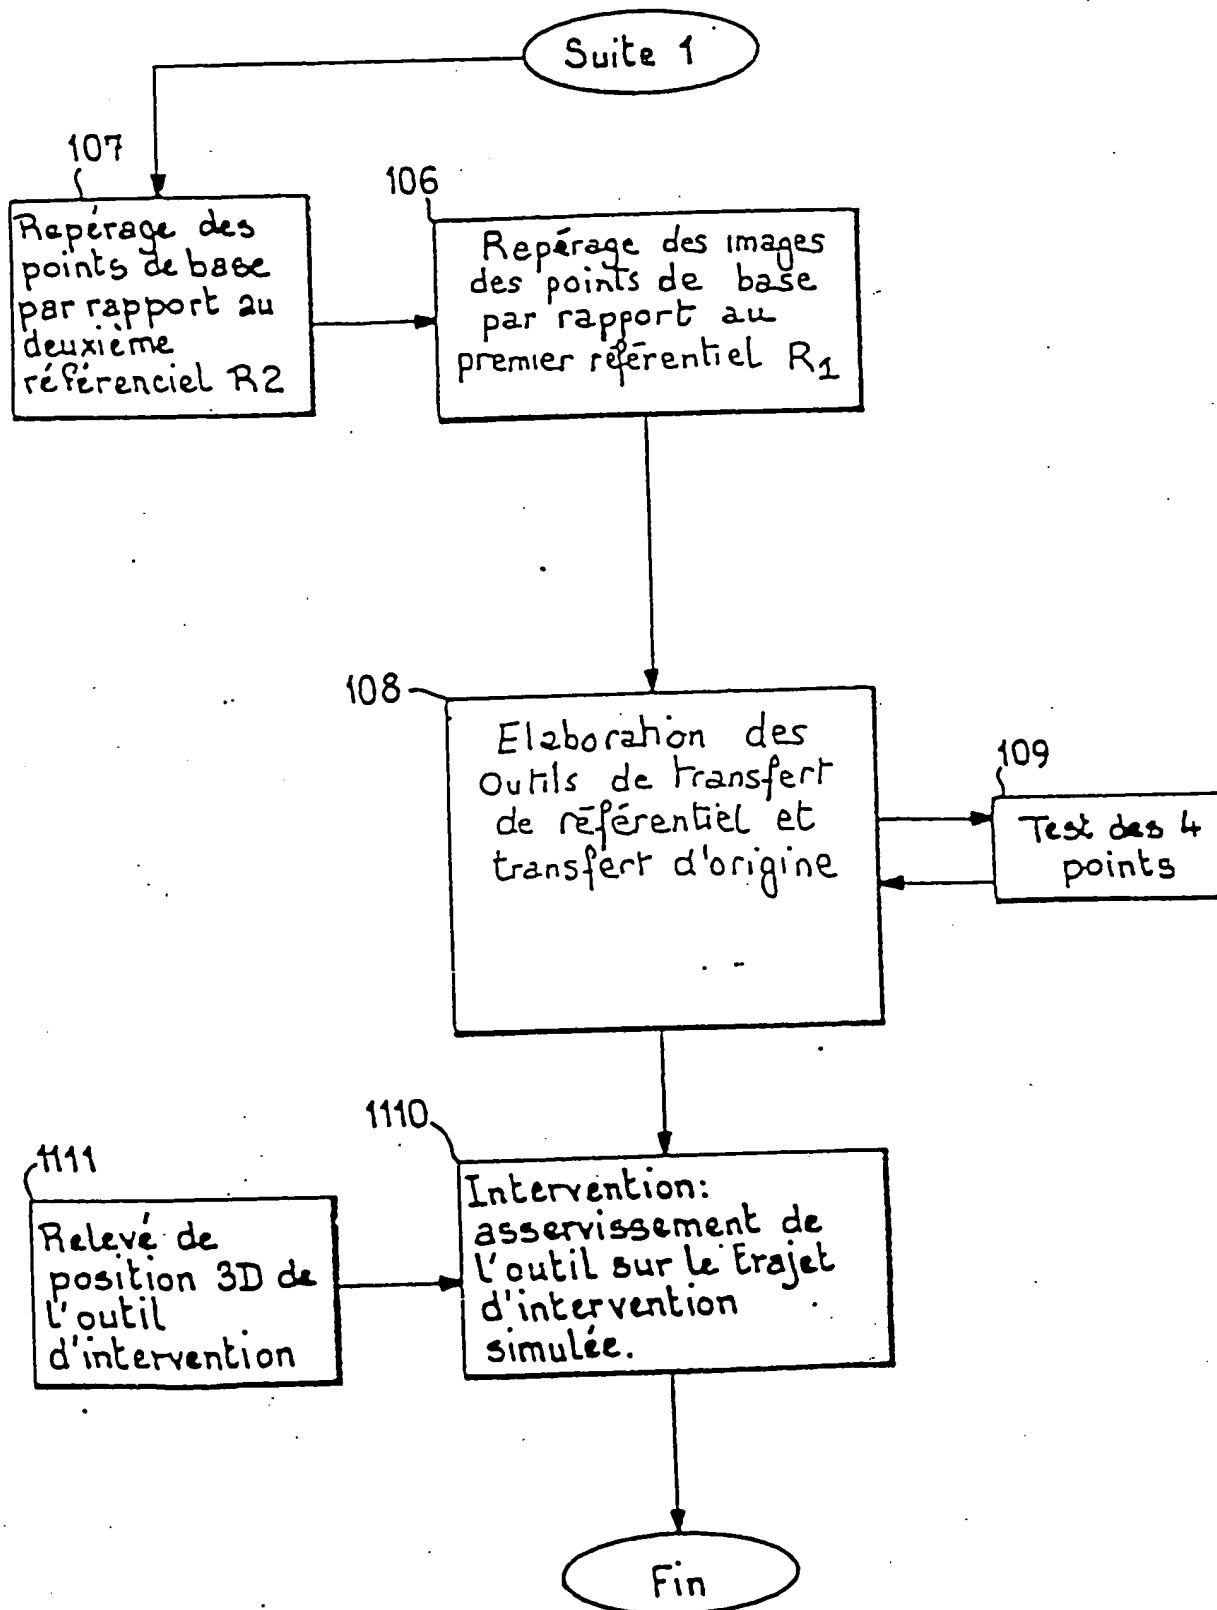 Suite 1
107
Repérage des
points de base
par rapport au
deuxième
référenciel R2
106
Repérage des images
des points de base
par rapport au
premier référentiel R1
108
Elaboration des
Outils de transfert
de référentiel et
transfert d'origine
109
Test des 4
points
1110
Intervention:
asservissement de
l'outil sur le trajet
d'intervention
simulée.
1111
Relevé de
position 3D de
l'outil
d'intervention
Fin